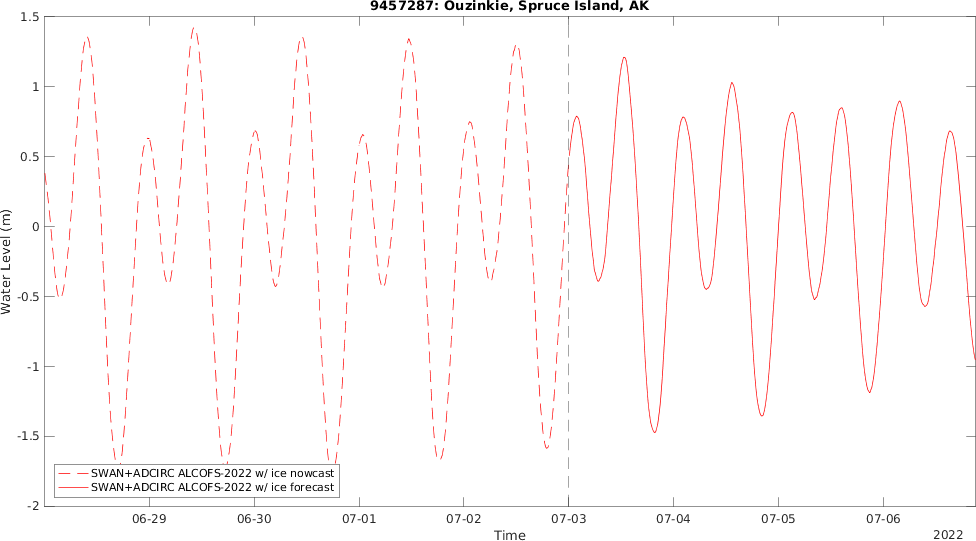 9457287: Ouzinkie, Spruce Island, AK
1.5
1
0.5
0
-0.5
-1
-1.5
-2
Water Level (m)
SWAN+ADCIRC ALCOFS-2022 w/ ice nowcast
SWAN+ADCIRC ALCOFS-2022 w/ ice forecast
06-29 06-30 07-01 07-02 07-03 07-04 07-05 07-06
Time
2022